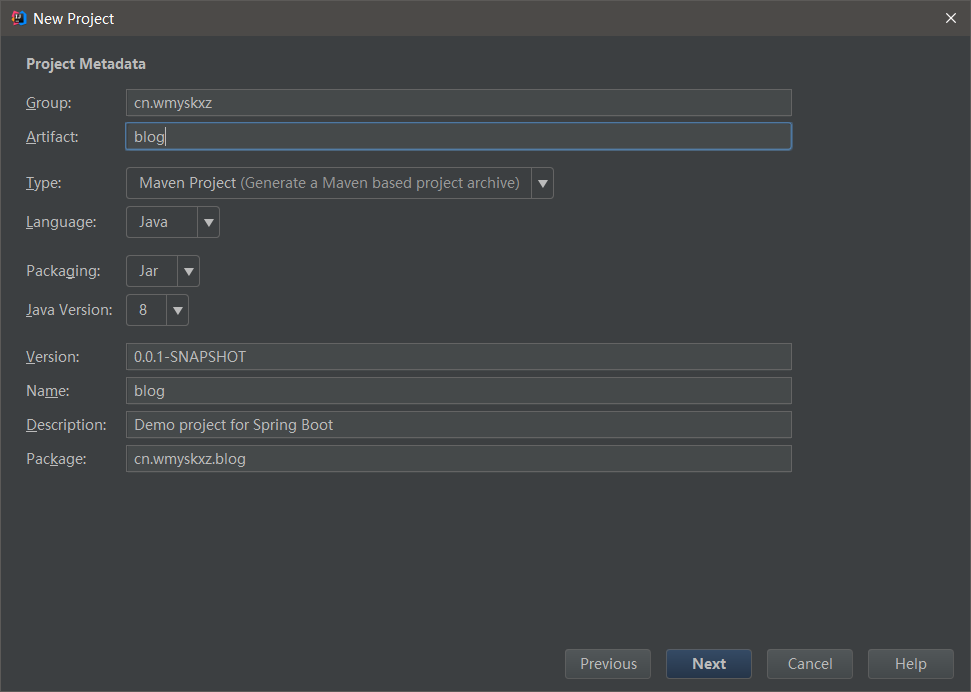 New Project
Project Metadata
Group: cn.wmyskxz
Artifact: blog
Type: Maven Project (Generate a Maven based project archive)
Language: Java
Packaging: Jar
Java Version: 8
Version: 0.0.1-SNAPSHOT
Name: blog
Description: Demo project for Spring Boot
Package: cn.wmyskxz.blog
Previous Next Cancel Help